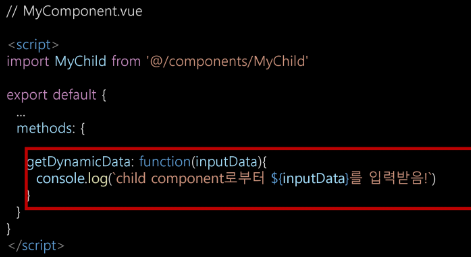 // MyComponent.vue
<script>
import MyChild from '@/components/MyChild'
export default {
...
methods: {
getDynamicData: function(inputData){
console.log(`child component로부터 ${inputData}를 입력받음!`)
}
}
}
</script>